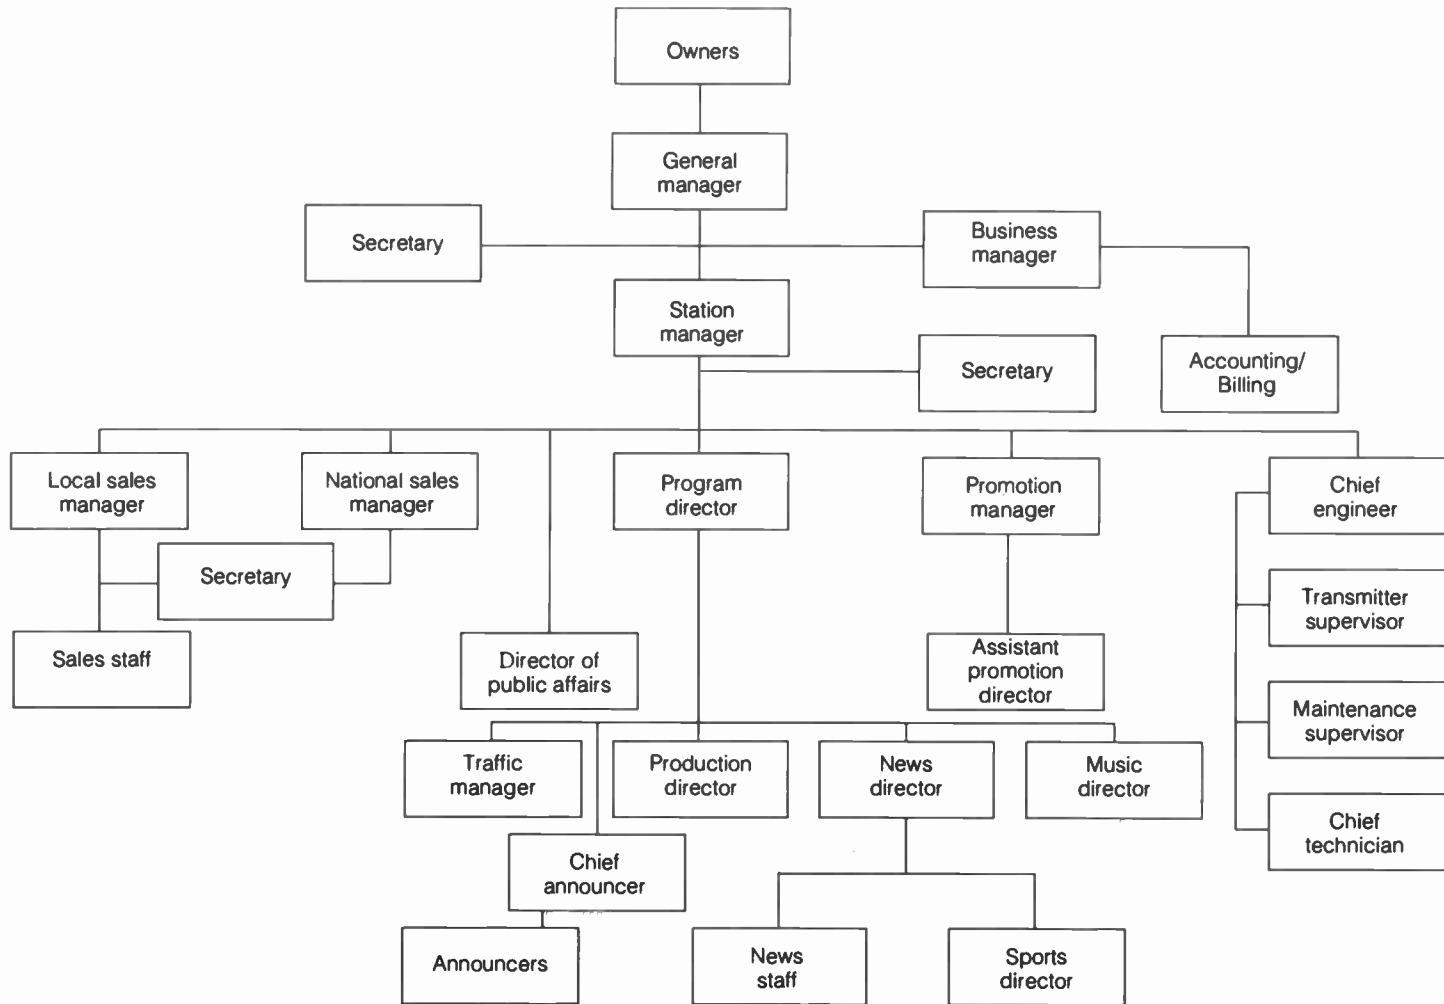 Owners
General
manager
Secretary
Business
manager
Station
manager
Secretary
Accounting/
Billing
Local sales
manager
National sales
manager
Program
director
Promotion
manager
Chief
engineer
Secretary
Transmitter
supervisor
Sales staff
Director of
public affairs
Assistant
promotion
director
Maintenance
supervisor
Traffic
manager
Production
director
News
director
Music
director
Chief
technician
Chief
announcer
Announcers
News
staff
Sports
director